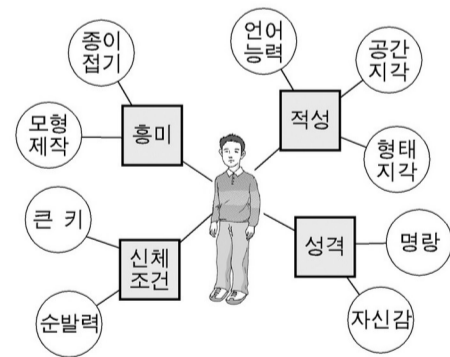 종이
접기
모형
제작
흥미
언어
능력
공간
지각
형태
지각
적성
큰 키
순발력
신체
조건
성격
명랑
자신감